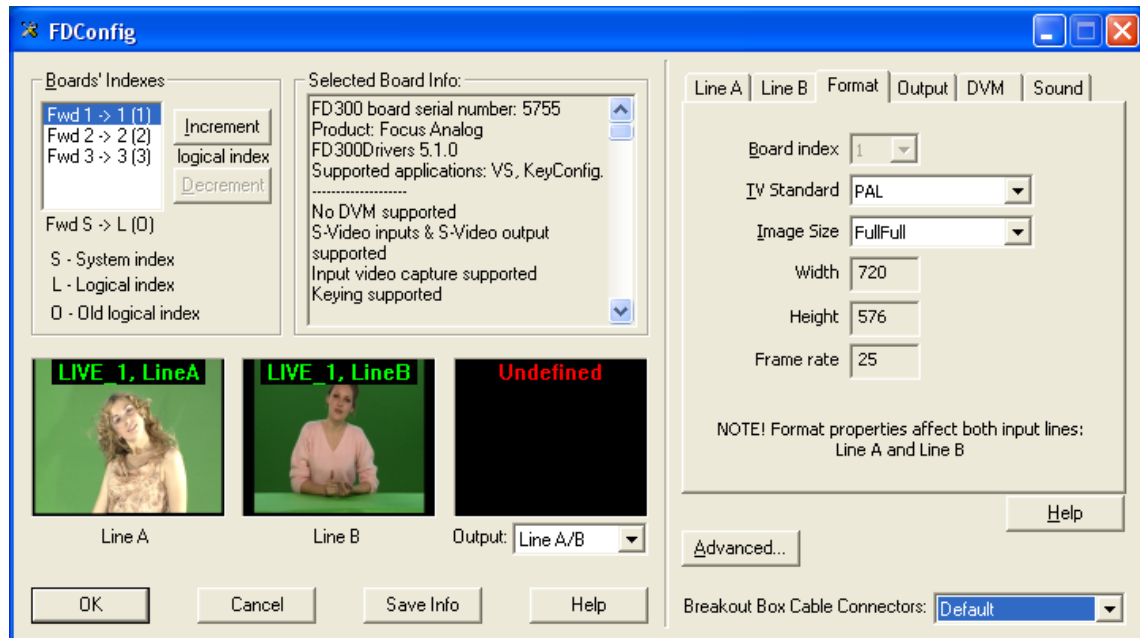 FDConfig
Boards' Indexes
Fwd 1 -> 1 (1)
Fwd 2 -> 2 (2)
Fwd 3 -> 3 (3)
Increment
logical index
Decrement
Fwd S -> L (O)
S - System index
L - Logical index
O - Old logical index
Selected Board Info:
FD300 board serial number: 5755
Product: Focus Analog
FD300Drivers 5.1.0
Supported applications: VS, KeyConfig.
--------------------
No DVM supported
S-Video inputs & S-Video output
supported
Input video capture supported
Keying supported
LIVE_1, LineA
LIVE_1, LineB
Undefined
Line A
Line B
Output: Line A/B
OK
Cancel
Save Info
Help
Line A
Line B
Format
Output
DVM
Sound
Board index 1
TV Standard PAL
Image Size FullFull
Width 720
Height 576
Frame rate 25
NOTE! Format properties affect both input lines:
Line A and Line B
Help
Advanced...
Breakout Box Cable Connectors: Default